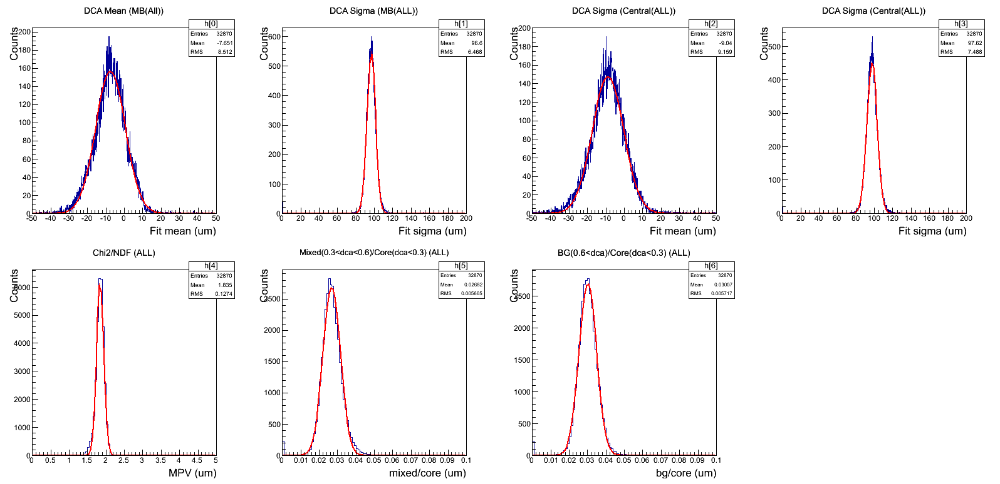 DCA Mean (MB(All))
Counts
h[0]
Entries 32870
Mean -7.651
RMS 8.512
200
180
160
140
120
100
80
60
40
20
0
-50 -40 -30 -20 -10 0 10 20 30 40 50
Fit mean (um)
DCA Sigma (MB(ALL))
Counts
h[1]
Entries 32870
Mean 96.6
RMS 6.468
600
500
400
300
200
100
0
0 20 40 60 80 100 120 140 160 180 200
Fit sigma (um)
DCA Sigma (Central(ALL))
Counts
h[2]
Entries 32870
Mean -9.04
RMS 9.159
200
180
160
140
120
100
80
60
40
20
0
-50 -40 -30 -20 -10 0 10 20 30 40 50
Fit mean (um)
DCA Sigma (Central(ALL))
Counts
h[3]
Entries 32870
Mean 97.62
RMS 7.488
500
400
300
200
100
0
0 20 40 60 80 100 120 140 160 180 200
Fit sigma (um)
Chi2/NDF (ALL)
Counts
h[4]
Entries 32870
Mean 1.835
RMS 0.1274
6000
5000
4000
3000
2000
1000
0
0 0.5 1 1.5 2 2.5 3 3.5 4 4.5 5
MPV (um)
Mixed(0.3<dca<0.6)/Core(dca<0.3) (ALL)
Counts
h[5]
Entries 32870
Mean 0.02682
RMS 0.005665
2500
2000
1500
1000
500
0
0 0.01 0.02 0.03 0.04 0.05 0.06 0.07 0.08 0.09 0.1
mixed/core (um)
BG(0.6<dca)/Core(dca<0.3) (ALL)
Counts
h[6]
Entries 32870
Mean 0.03007
RMS 0.005717
2500
2000
1500
1000
500
0
0 0.01 0.02 0.03 0.04 0.05 0.06 0.07 0.08 0.09 0.1
bg/core (um)